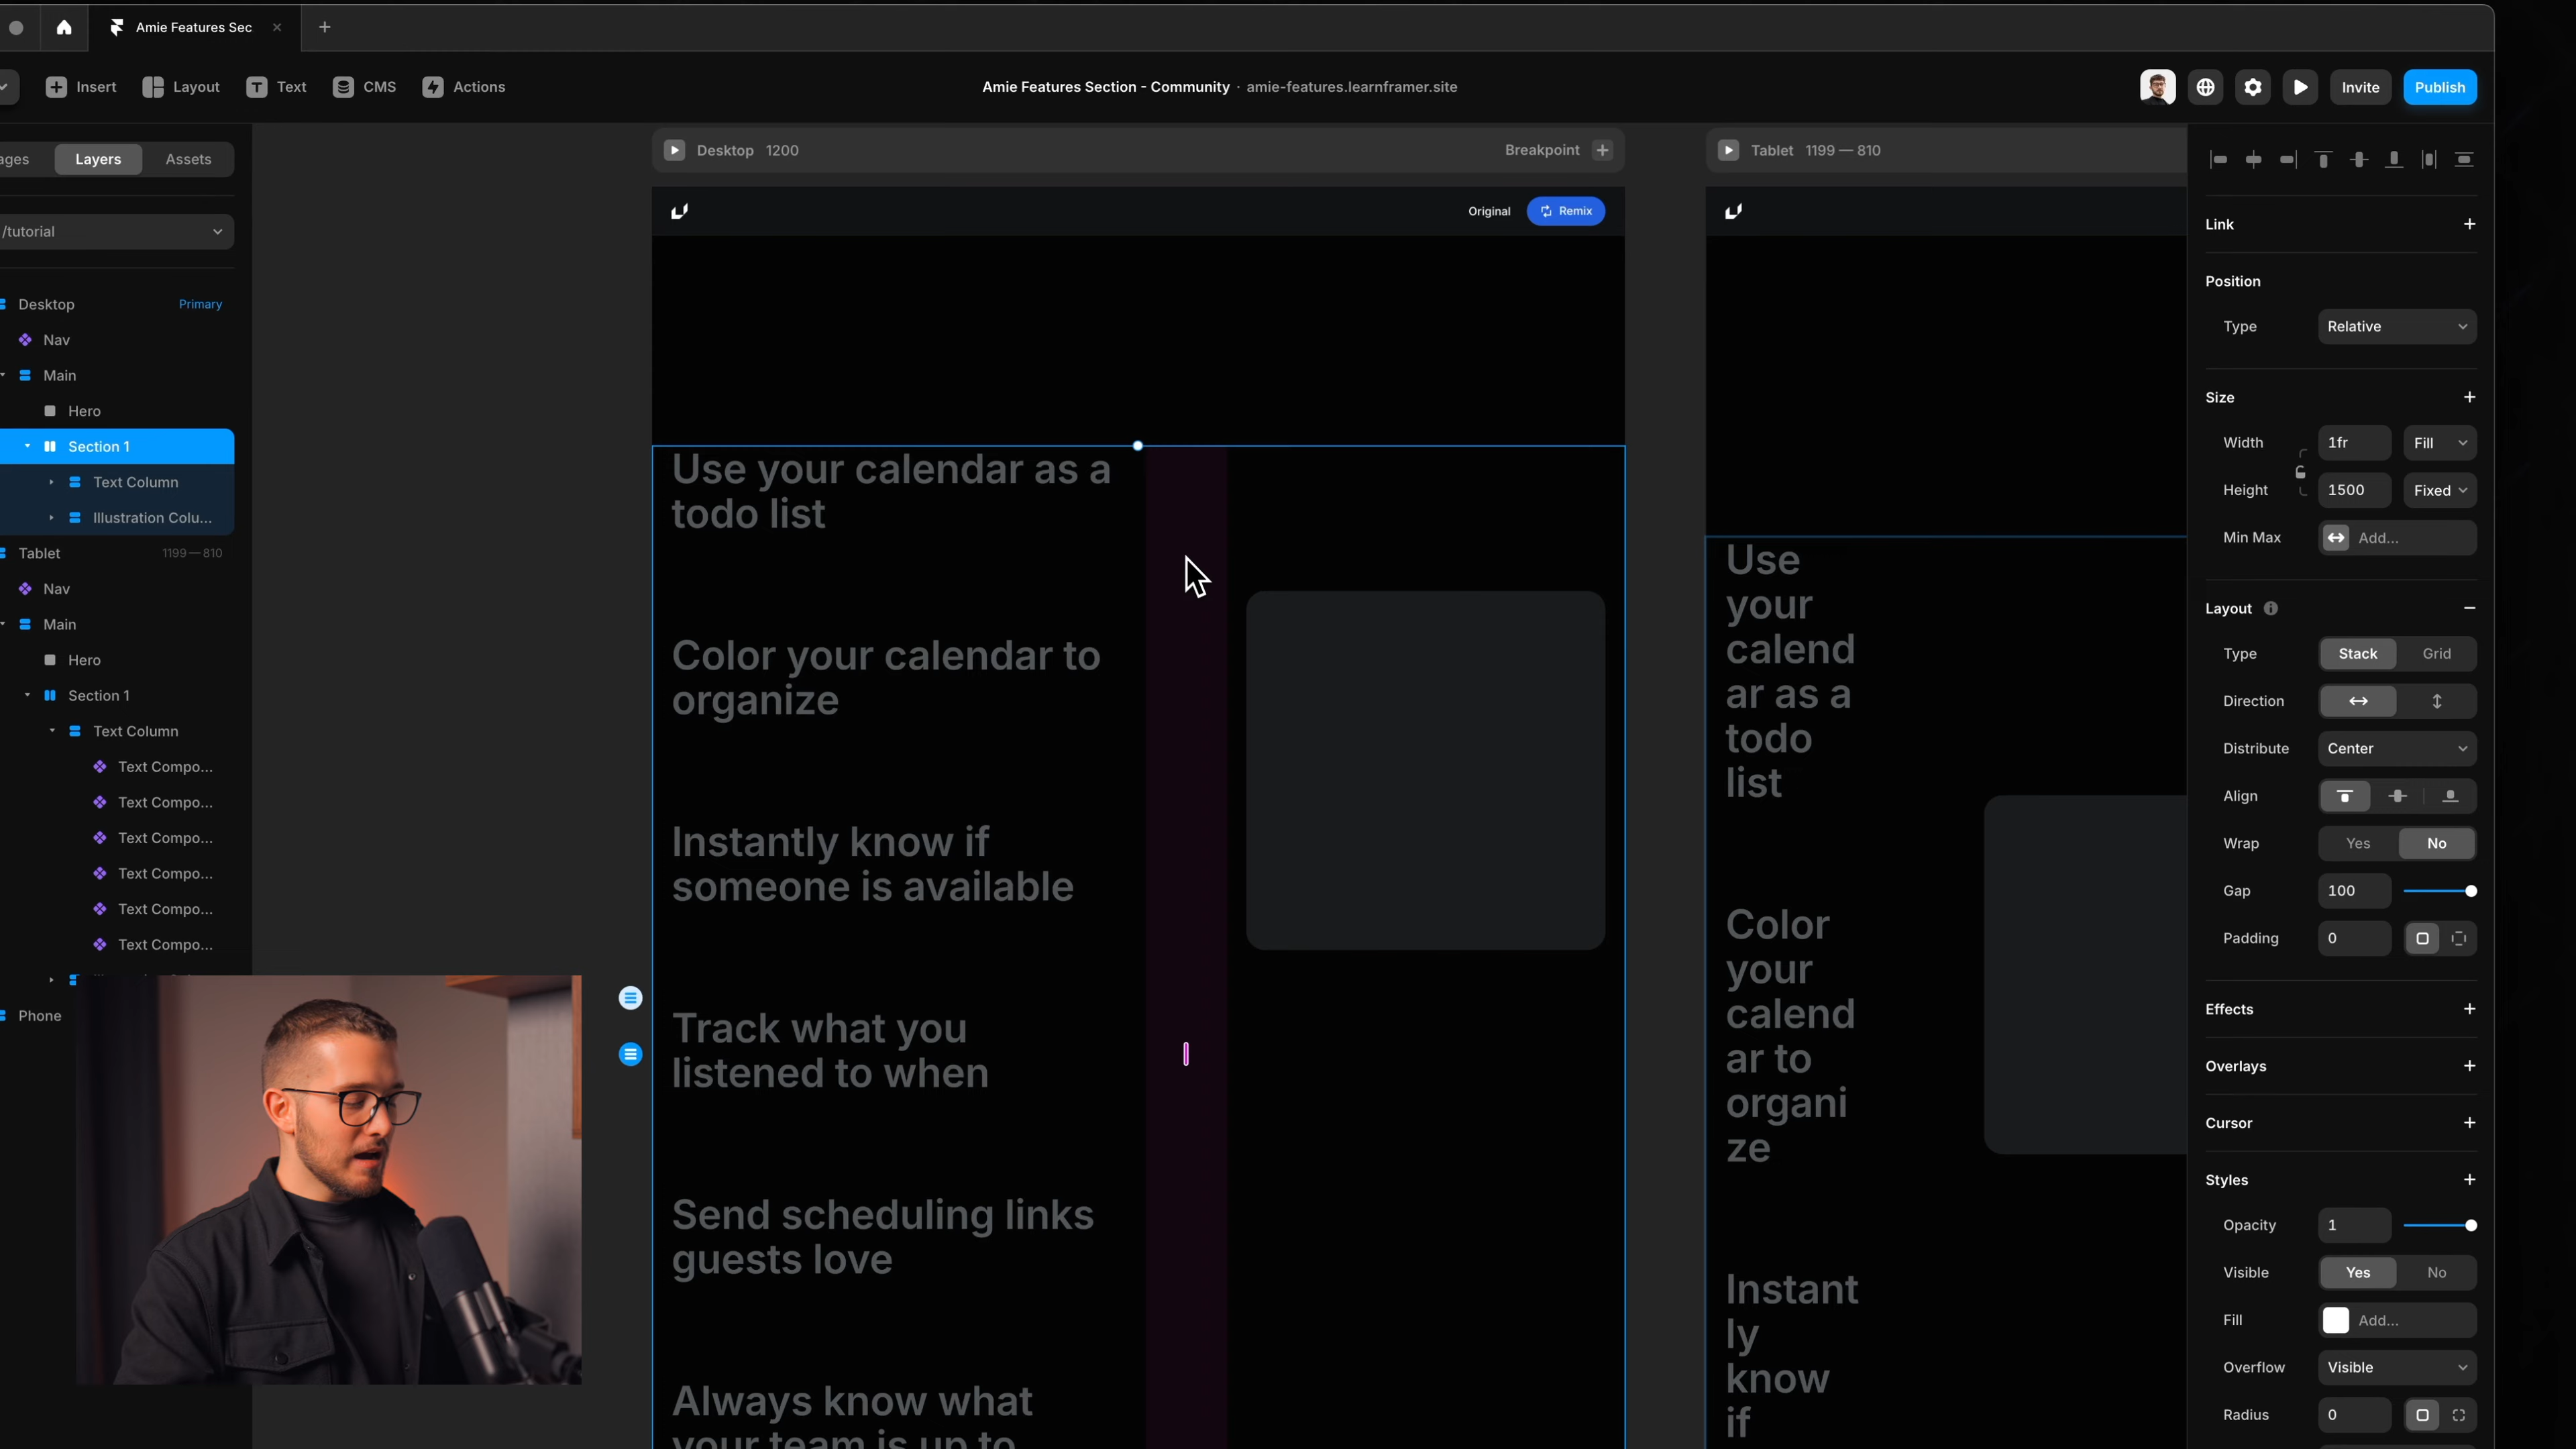 Amie Features Sec
Insert
Layout
Text
CMS
Actions
Amie Features Section - Community · amie-features.learnframer.site
Invite
Publish
ages
Layers
Assets
/tutorial
Desktop
Primary
Nav
Main
Hero
Section 1
Text Column
Illustration Colu...
Tablet
1199 — 810
Nav
Main
Hero
Section 1
Text Column
Text Compo...
Text Compo...
Text Compo...
Text Compo...
Text Compo...
Text Compo...
Phone
Desktop 1200
Breakpoint
Original
Remix
Use your calendar as a
todo list
Color your calendar to
organize
Instantly know if
someone is available
Track what you
listened to when
Send scheduling links
guests love
Always know what
your team is up to
Tablet 1199 — 810
Use
your
calend
ar as a
todo
list
Color
your
calend
ar to
organi
ze
Instant
ly
know
if
Link
Position
Type
Relative
Size
Width
1fr
Fill
Height
1500
Fixed
Min Max
Add...
Layout
Type
Stack
Grid
Direction
Distribute
Center
Align
Wrap
Yes
No
Gap
100
Padding
0
Effects
Overlays
Cursor
Styles
Opacity
1
Visible
Yes
No
Fill
Add...
Overflow
Visible
Radius
0